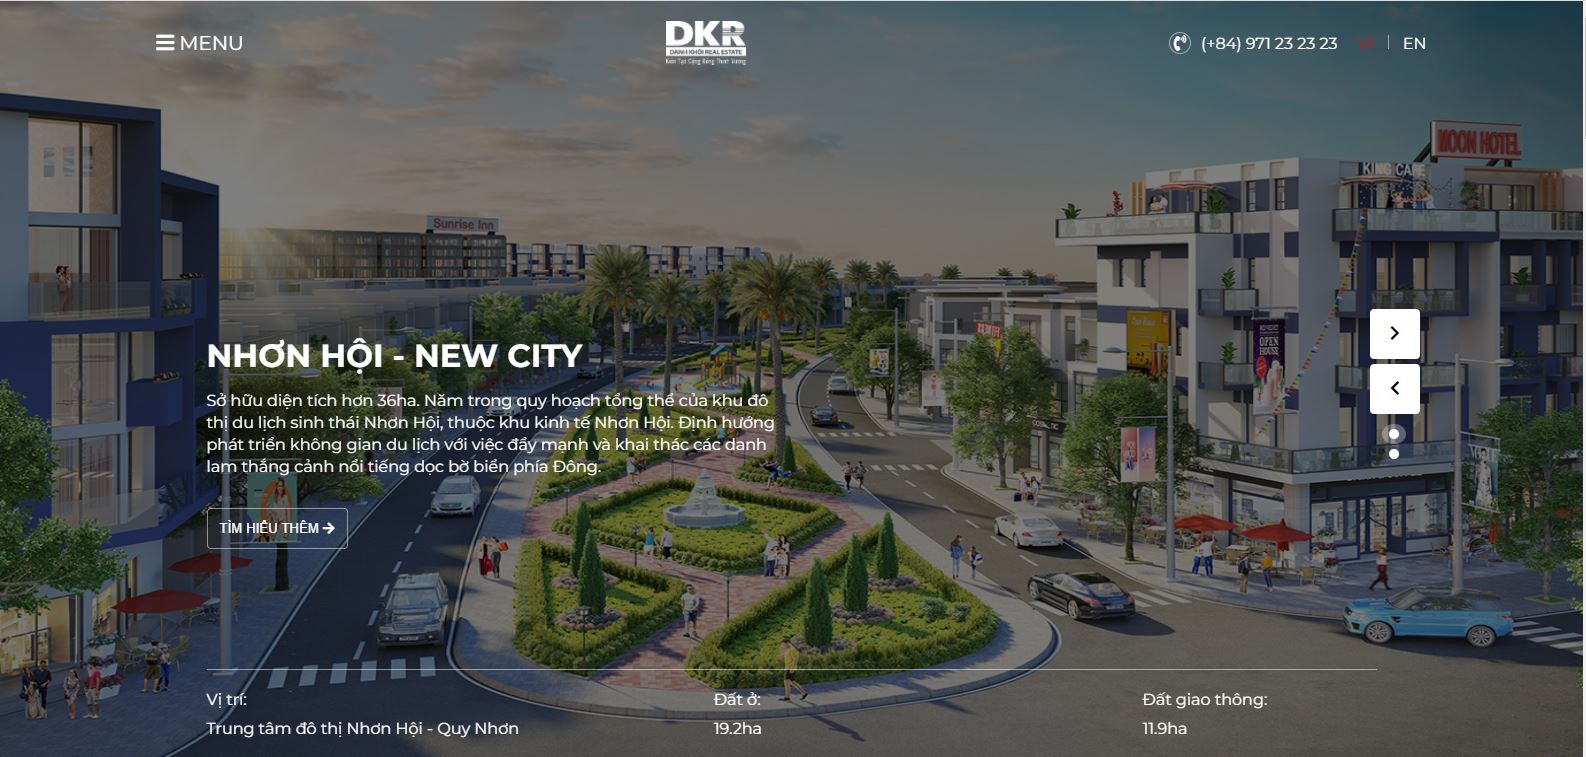 MENU
DKR
DANH KHÔI REAL ESTATE
Kiến Tạo Cộng Đồng Thịnh Vượng
(+84) 971 23 23 23
VI
EN
MOON HOTEL
KING CAFE
Sunrise Inn
OPEN
HOUSE
NHƠN HỘI - NEW CITY
Sở hữu diện tích hơn 36ha. Nằm trong quy hoạch tổng thể của khu đô
thị du lịch sinh thái Nhơn Hội, thuộc khu kinh tế Nhơn Hội. Định hướng
phát triển không gian du lịch với việc đẩy mạnh và khai thác các danh
lam thắng cảnh nổi tiếng dọc bờ biển phía Đông.
TÌM HIỂU THÊM
Vị trí:
Đất ở:
Đất giao thông:
Trung tâm đô thị Nhơn Hội - Quy Nhơn
19.2ha
11.9ha